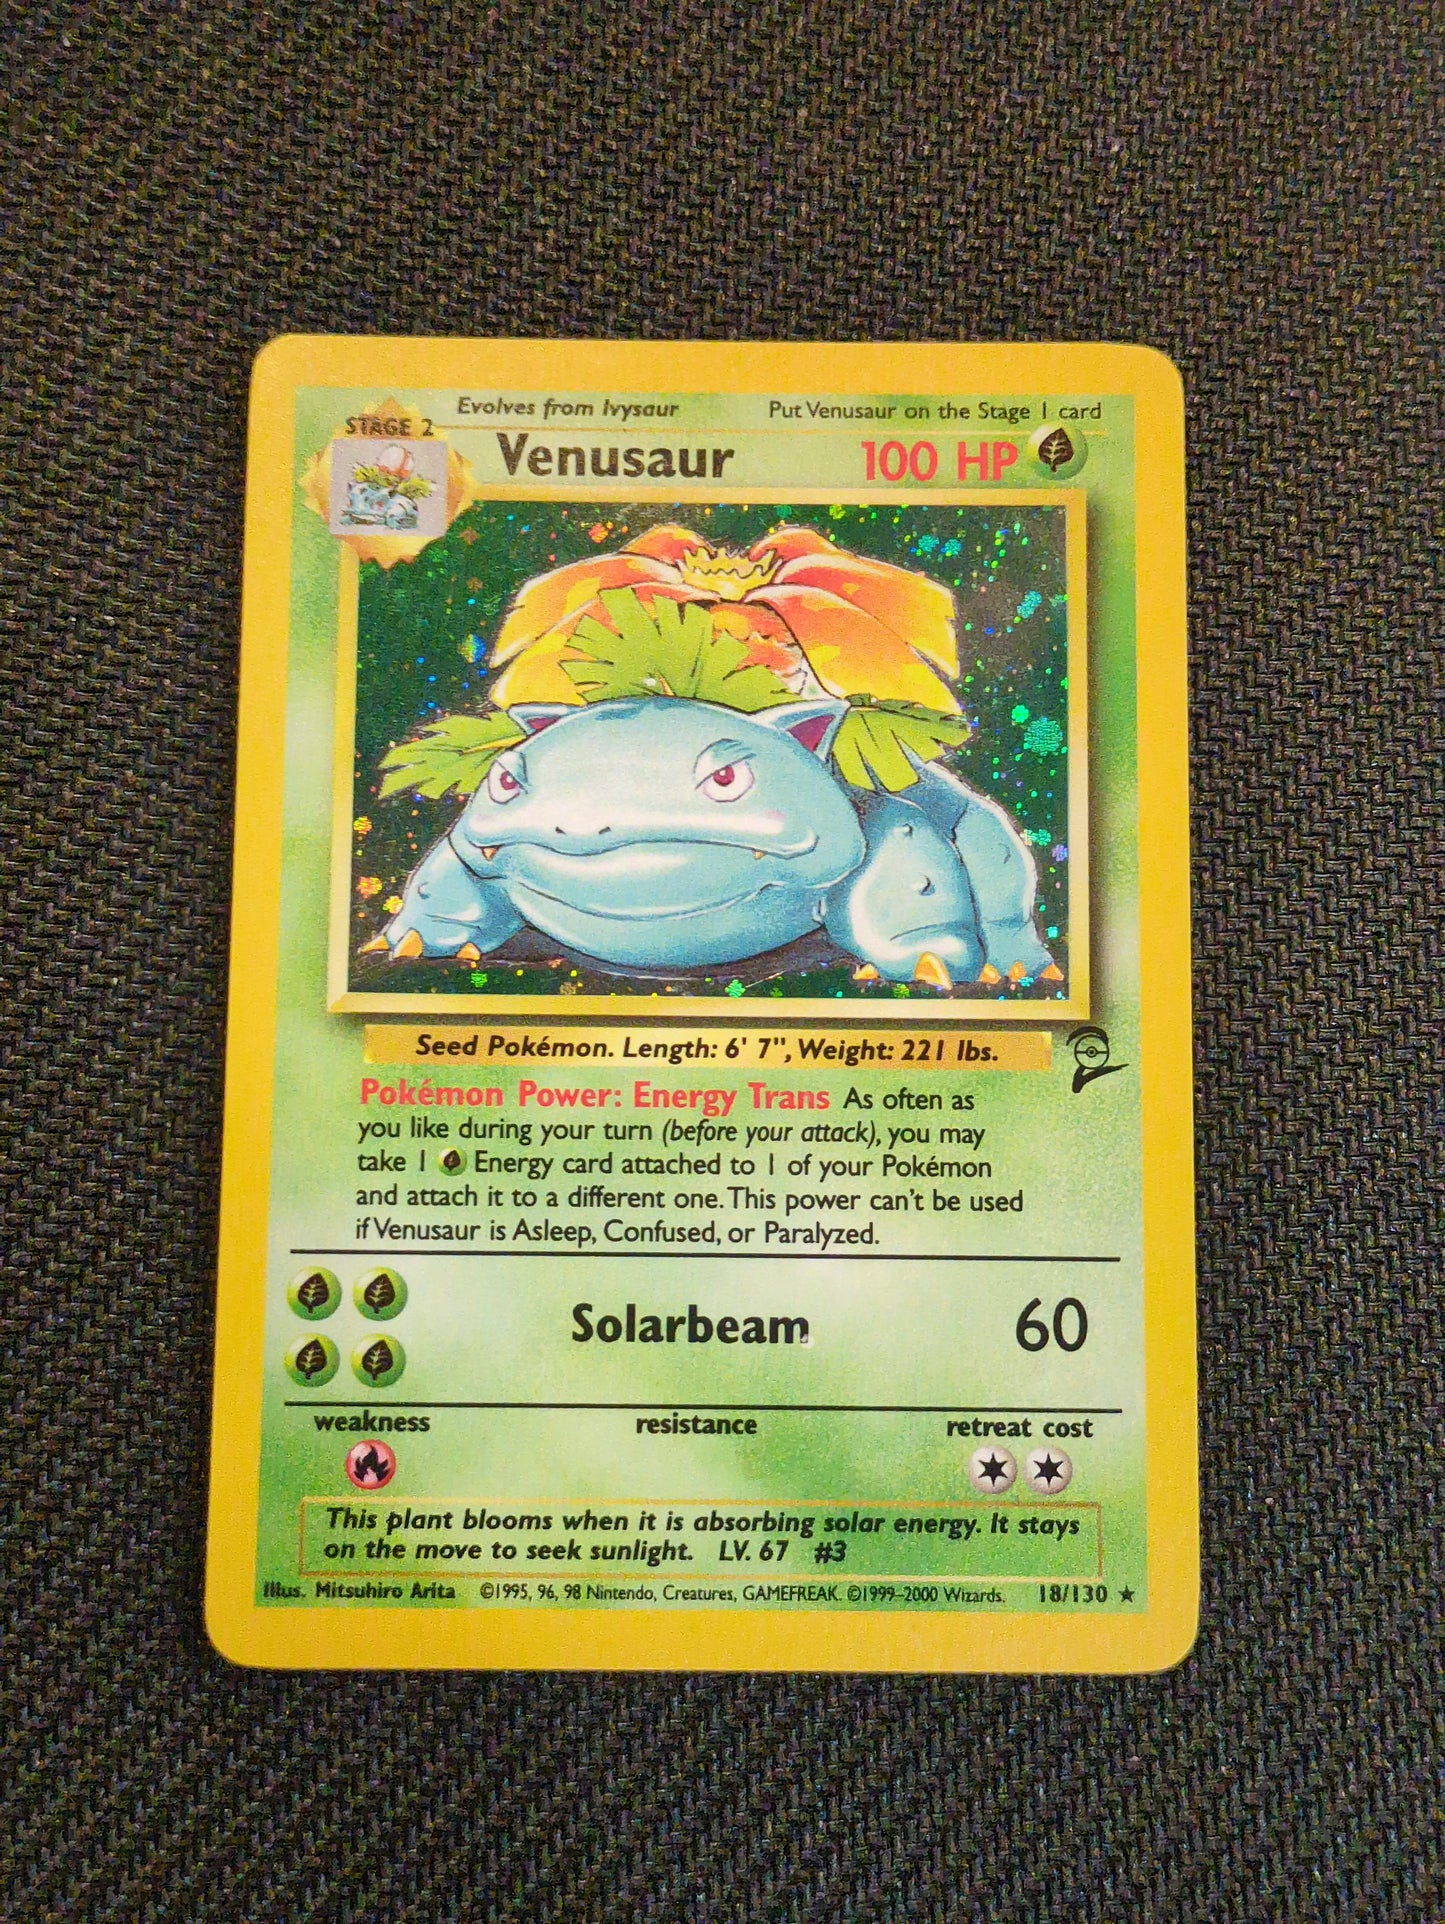 Evolves from Ivysaur Put Venusaur on the Stage 1 card
STAGE 2
Venusaur 100 HP
Seed Pokémon. Length: 6' 7", Weight: 221 lbs.
Pokémon Power: Energy Trans As often as
you like during your turn (before your attack), you may
take 1 Energy card attached to 1 of your Pokémon
and attach it to a different one. This power can't be used
if Venusaur is Asleep, Confused, or Paralyzed.
Solarbeam 60
weakness resistance retreat cost
This plant blooms when it is absorbing solar energy. It stays
on the move to seek sunlight. LV. 67 #3
Illus. Mitsuhiro Arita ©1995, 96, 98 Nintendo, Creatures, GAMEFREAK. ©1999–2000 Wizards. 18/130 ★